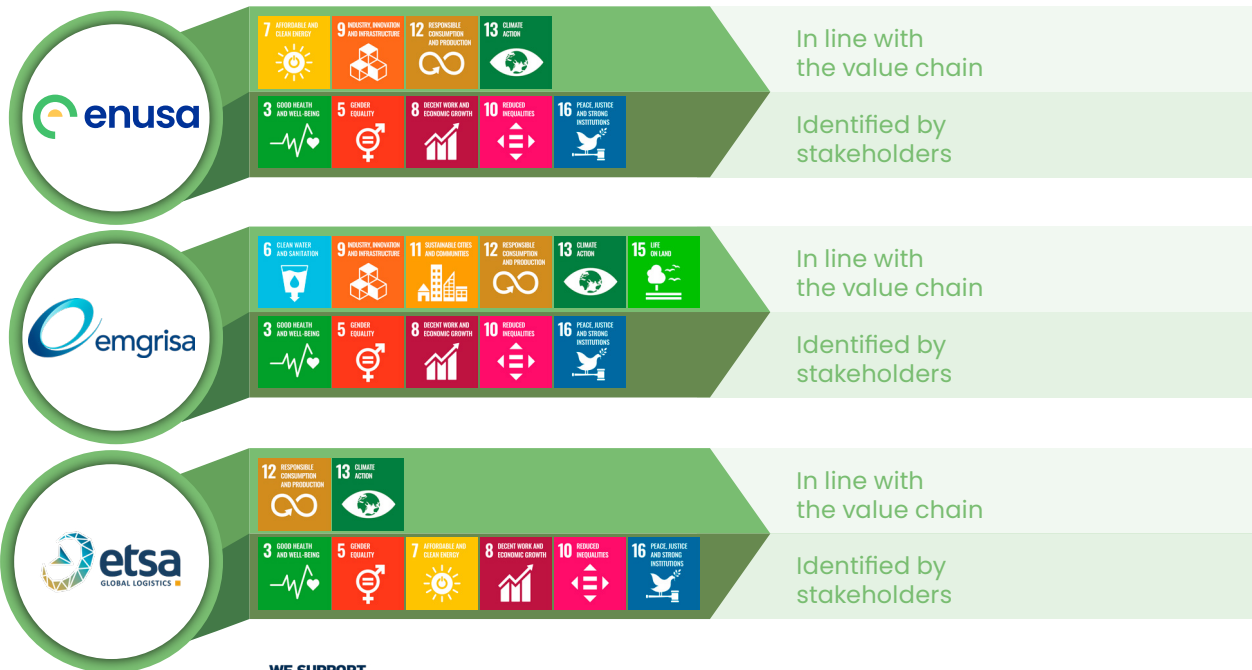 7 AFFORDABLE AND
CLEAN ENERGY
9 INDUSTRY, INNOVATION
AND INFRASTRUCTURE
12 RESPONSIBLE
CONSUMPTION
AND PRODUCTION
13 CLIMATE
ACTION
In line with
the value chain
enusa
3 GOOD HEALTH
AND WELL-BEING
5 GENDER
EQUALITY
8 DECENT WORK AND
ECONOMIC GROWTH
10 REDUCED
INEQUALITIES
16 PEACE, JUSTICE
AND STRONG
INSTITUTIONS
Identified by
stakeholders
6 CLEAN WATER
AND SANITATION
9 INDUSTRY, INNOVATION
AND INFRASTRUCTURE
11 SUSTAINABLE CITIES
AND COMMUNITIES
12 RESPONSIBLE
CONSUMPTION
AND PRODUCTION
13 CLIMATE
ACTION
15 LIFE
ON LAND
In line with
the value chain
emgrisa
3 GOOD HEALTH
AND WELL-BEING
5 GENDER
EQUALITY
8 DECENT WORK AND
ECONOMIC GROWTH
10 REDUCED
INEQUALITIES
16 PEACE, JUSTICE
AND STRONG
INSTITUTIONS
Identified by
stakeholders
12 RESPONSIBLE
CONSUMPTION
AND PRODUCTION
13 CLIMATE
ACTION
In line with
the value chain
etsa
GLOBAL LOGISTICS
3 GOOD HEALTH
AND WELL-BEING
5 GENDER
EQUALITY
7 AFFORDABLE AND
CLEAN ENERGY
8 DECENT WORK AND
ECONOMIC GROWTH
10 REDUCED
INEQUALITIES
16 PEACE, JUSTICE
AND STRONG
INSTITUTIONS
Identified by
stakeholders
WE SUPPORT